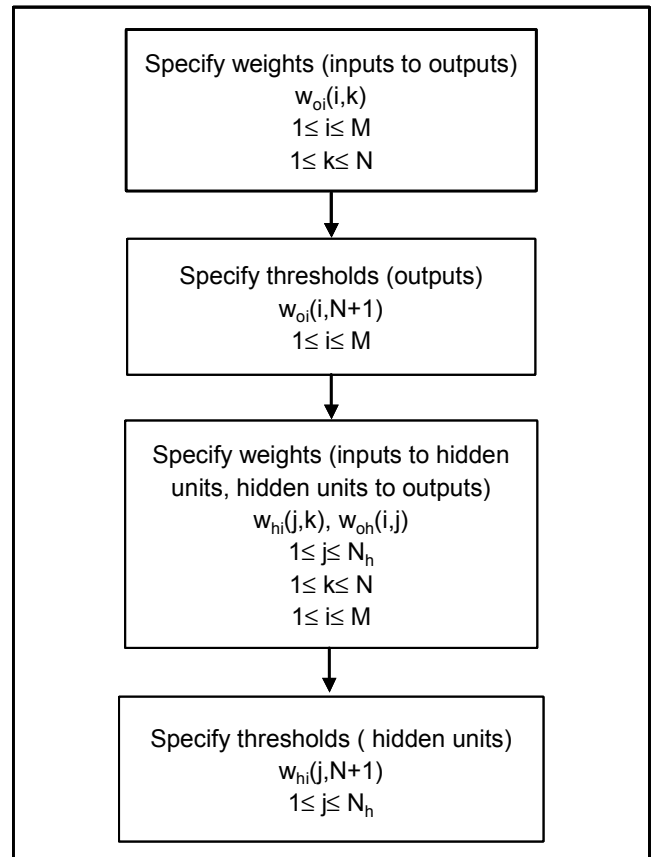 Specify weights (inputs to outputs)
w_oi(i,k)
1≤ i≤ M
1≤ k≤ N
Specify thresholds (outputs)
w_oi(i,N+1)
1≤ i≤ M
Specify weights (inputs to hidden
units, hidden units to outputs)
w_hi(j,k), w_oh(i,j)
1≤ j≤ N_h
1≤ k≤ N
1≤ i≤ M
Specify thresholds ( hidden units)
w_hi(j,N+1)
1≤ j≤ N_h